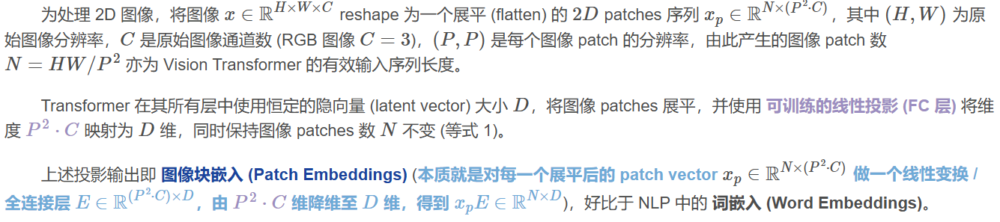 为处理 2D 图像，将图像 $x \in \mathbb{R}^{H \times W \times C}$ reshape 为一个展平 (flatten) 的 $2D$ patches 序列 $x_p \in \mathbb{R}^{N \times (P^2 \cdot C)}$，其中 $(H, W)$ 为原
始图像分辨率，$C$ 是原始图像通道数 (RGB 图像 $C = 3$)，$(P, P)$ 是每个图像 patch 的分辨率，由此产生的图像 patch 数
$N = HW/P^2$ 亦为 Vision Transformer 的有效输入序列长度。
Transformer 在其所有层中使用恒定的隐向量 (latent vector) 大小 $D$，将图像 patches 展平，并使用 可训练的线性投影 (FC 层) 将维
度 $P^2 \cdot C$ 映射为 $D$ 维，同时保持图像 patches 数 $N$ 不变 (等式 1)。
上述投影输出即 图像块嵌入 (Patch Embeddings) (本质就是对每一个展平后的 patch vector $x_p \in \mathbb{R}^{N \times (P^2 \cdot C)}$ 做一个线性变换 /
全连接层 $E \in \mathbb{R}^{(P^2 \cdot C) \times D}$，由 $P^2 \cdot C$ 维降维至 $D$ 维，得到 $x_p E \in \mathbb{R}^{N \times D}$)，好比于 NLP 中的 词嵌入 (Word Embeddings)。